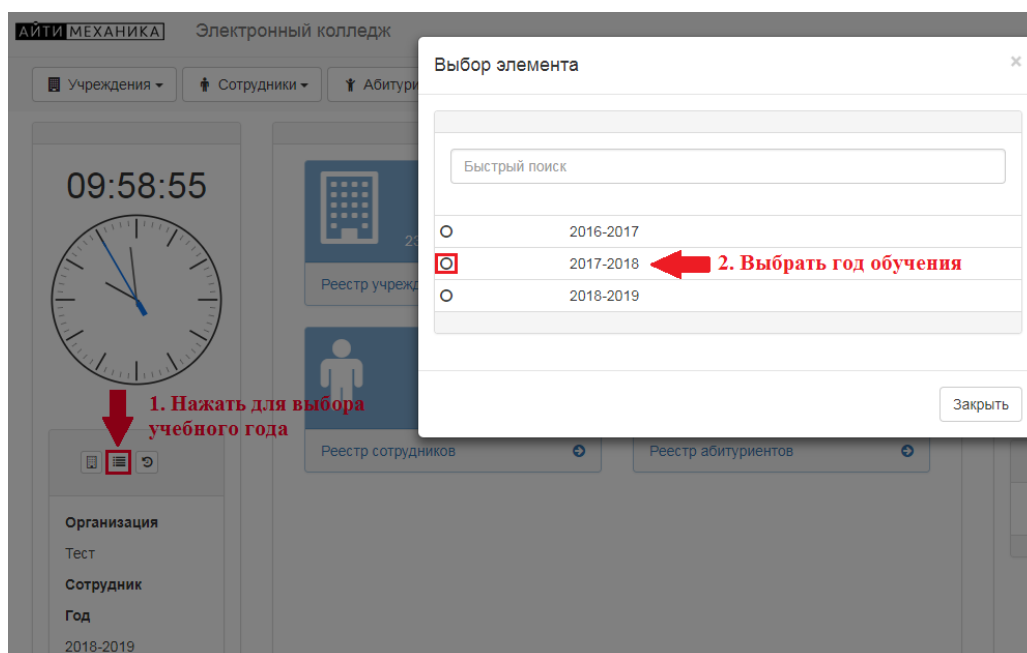 АЙТИ МЕХАНИКА Электронный колледж
Учреждения Сотрудники Абитури
09:58:55
23
Реестр учрежд
Реестр сотрудников
Реестр абитуриентов
1. Нажать для выбора
учебного года
Организация
Тест
Сотрудник
Год
2018-2019
Выбор элемента ×
Быстрый поиск
2016-2017
2017-2018 2. Выбрать год обучения
2018-2019
Закрыть